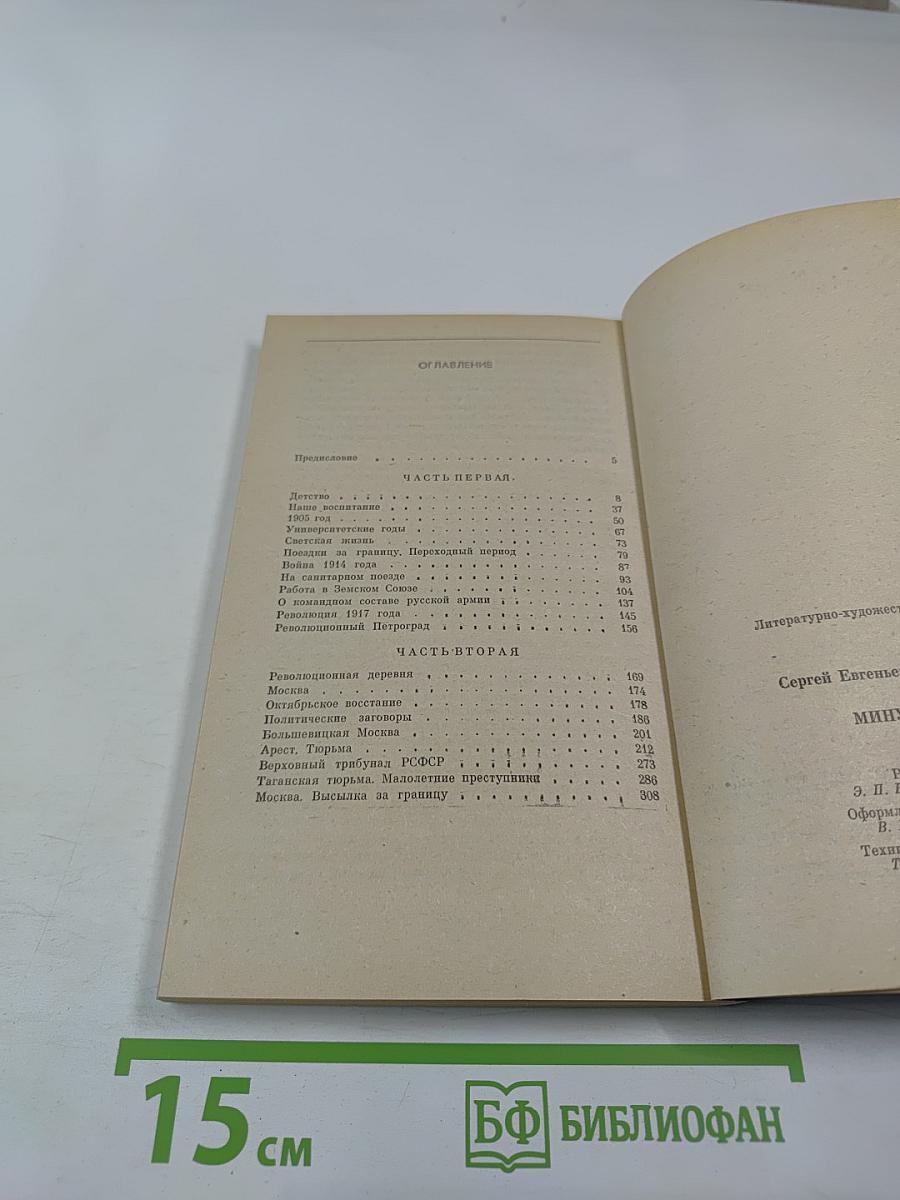 ОГЛАВЛЕНИЕ
Предисловие . . . . . . . . . . . . . . . . 5
ЧАСТЬ ПЕРВАЯ.
Детство . . . . . . . . . . . . . . . . 8
Наше воспитание . . . . . . . . . . . . . . . . 37
1905 год . . . . . . . . . . . . . . . . 50
Университетские годы . . . . . . . . . . . . . . 67
Светская жизнь . . . . . . . . . . . . . . . . 73
Поездки за границу. Переходный период . . . . . . . 79
Война 1914 года . . . . . . . . . . . . . . . . 87
На санитарном поезде . . . . . . . . . . . . . . 93
Работа в Земском Союзе . . . . . . . . . . . . . 104
О командном составе русской армии . . . . . . . . . 137
Революция 1917 года . . . . . . . . . . . . . . 145
Революционный Петроград . . . . . . . . . . . . . 156
ЧАСТЬ ВТОРАЯ
Революционная деревня . . . . . . . . . . . . . . 169
Москва . . . . . . . . . . . . . . . . 174
Октябрьское восстание . . . . . . . . . . . . . . 178
Политические заговоры . . . . . . . . . . . . . . 186
Большевицкая Москва . . . . . . . . . . . . . . 201
Арест, Тюрьма . . . . . . . . . . . . . . . . 212
Верховный трибунал РСФСР . . . . . . . . . . . . 273
Таганская тюрьма. Малолетние преступники . . . . . 286
Москва. Высылка за границу . . . . . . . . . . . . 308
Литературно-художест
Сергей Евгенье
МИНУ
Э. П.
Оформл
В.
Техни
15 см
БФ БИБЛИОФАН